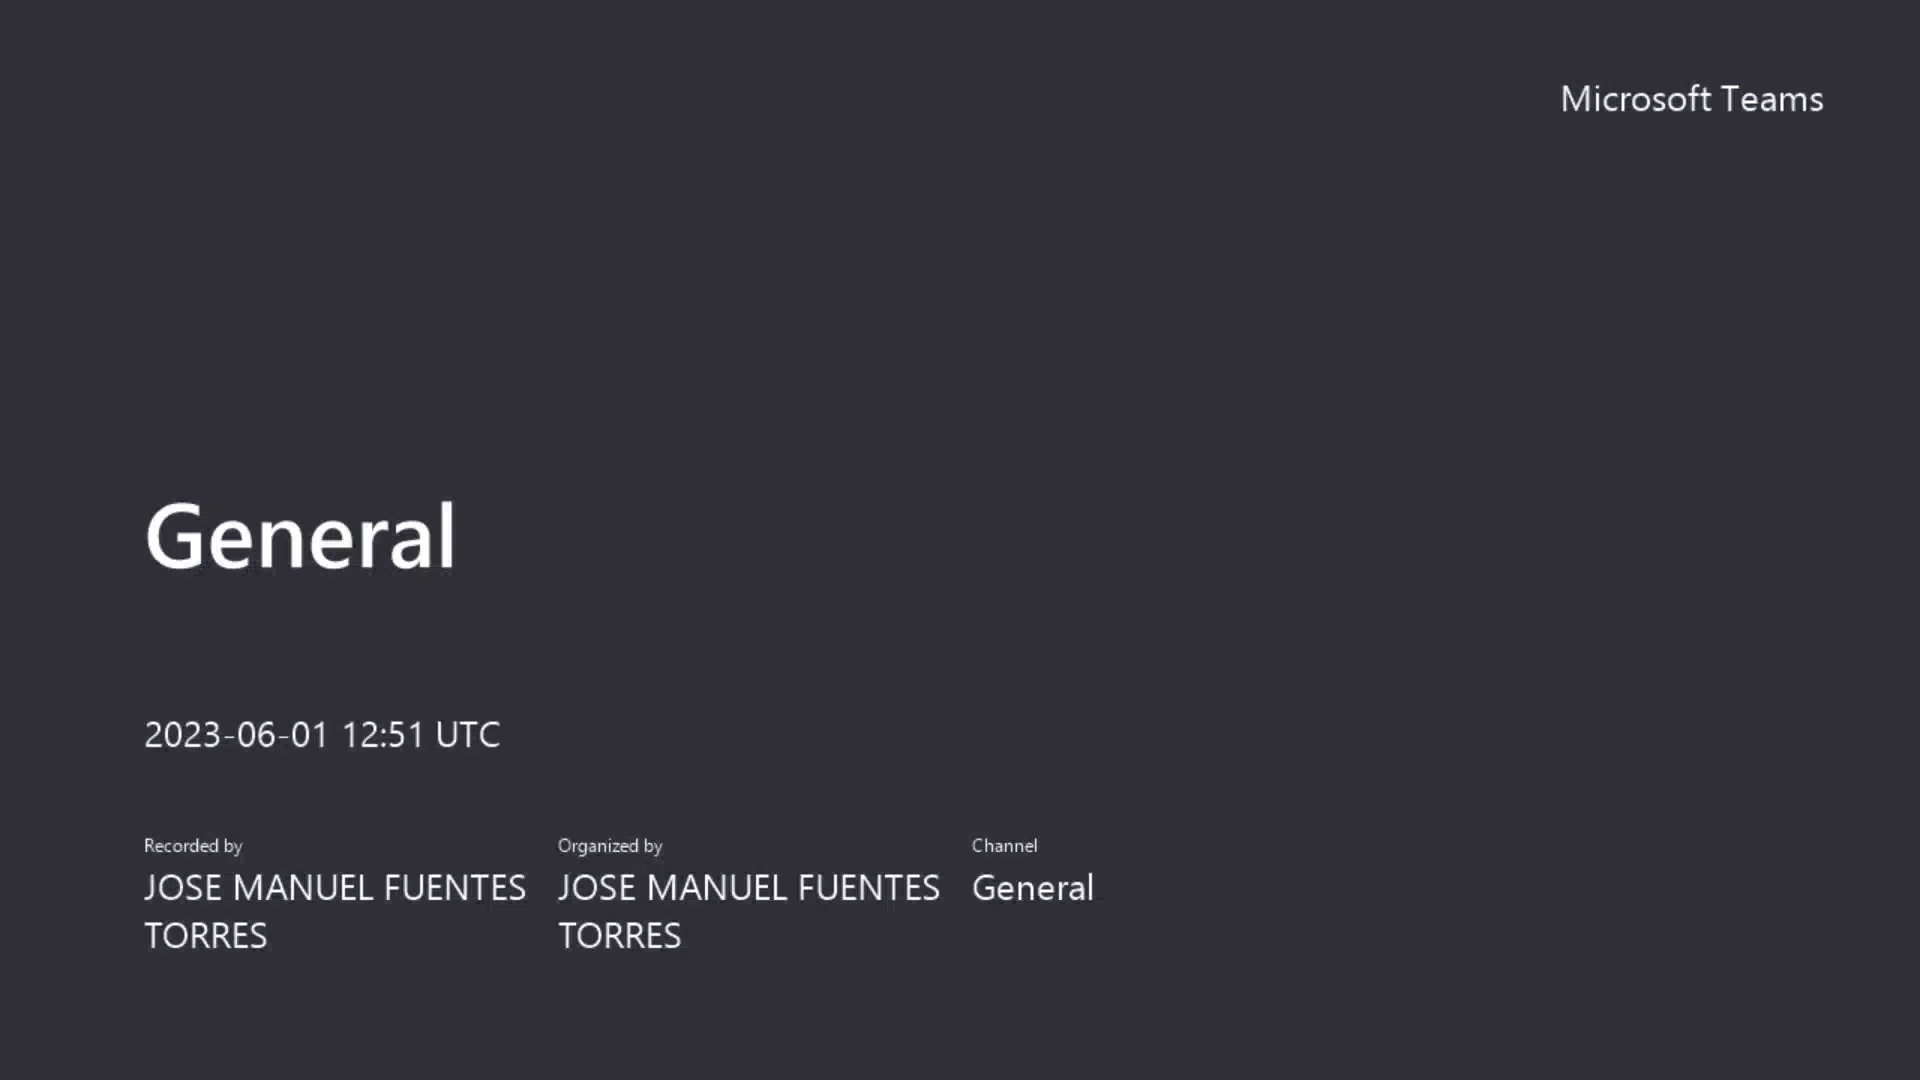 Microsoft Teams
General
2023-06-01 12:51 UTC
Recorded by
JOSE MANUEL FUENTES
TORRES
Organized by
JOSE MANUEL FUENTES
TORRES
Channel
General